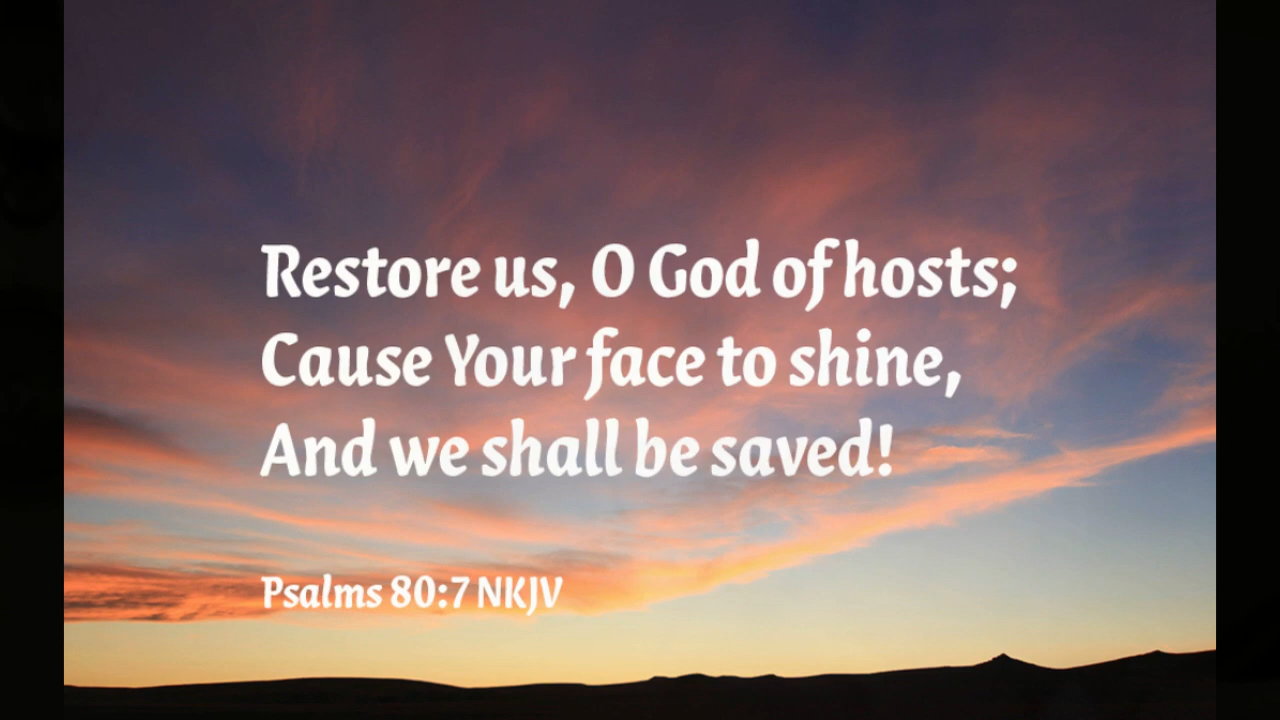 Restore us, O God of hosts;
Cause Your face to shine,
And we shall be saved!
Psalms 80:7 NKJV